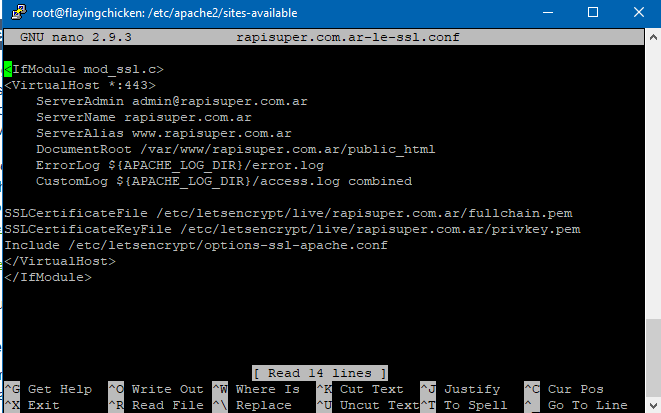 root@flayingchicken: /etc/apache2/sites-available
GNU nano 2.9.3 rapisuper.com.ar-le-ssl.conf
<IfModule mod_ssl.c>
<VirtualHost *:443>
ServerAdmin admin@rapisuper.com.ar
ServerName rapisuper.com.ar
ServerAlias www.rapisuper.com.ar
DocumentRoot /var/www/rapisuper.com.ar/public_html
ErrorLog ${APACHE_LOG_DIR}/error.log
CustomLog ${APACHE_LOG_DIR}/access.log combined
SSLCertificateFile /etc/letsencrypt/live/rapisuper.com.ar/fullchain.pem
SSLCertificateKeyFile /etc/letsencrypt/live/rapisuper.com.ar/privkey.pem
Include /etc/letsencrypt/options-ssl-apache.conf
</VirtualHost>
</IfModule>
[ Read 14 lines ]
^G Get Help ^O Write Out ^W Where Is ^K Cut Text ^J Justify ^C Cur Pos
^X Exit ^R Read File ^\ Replace ^U Uncut Text ^T To Spell ^_ Go To Line